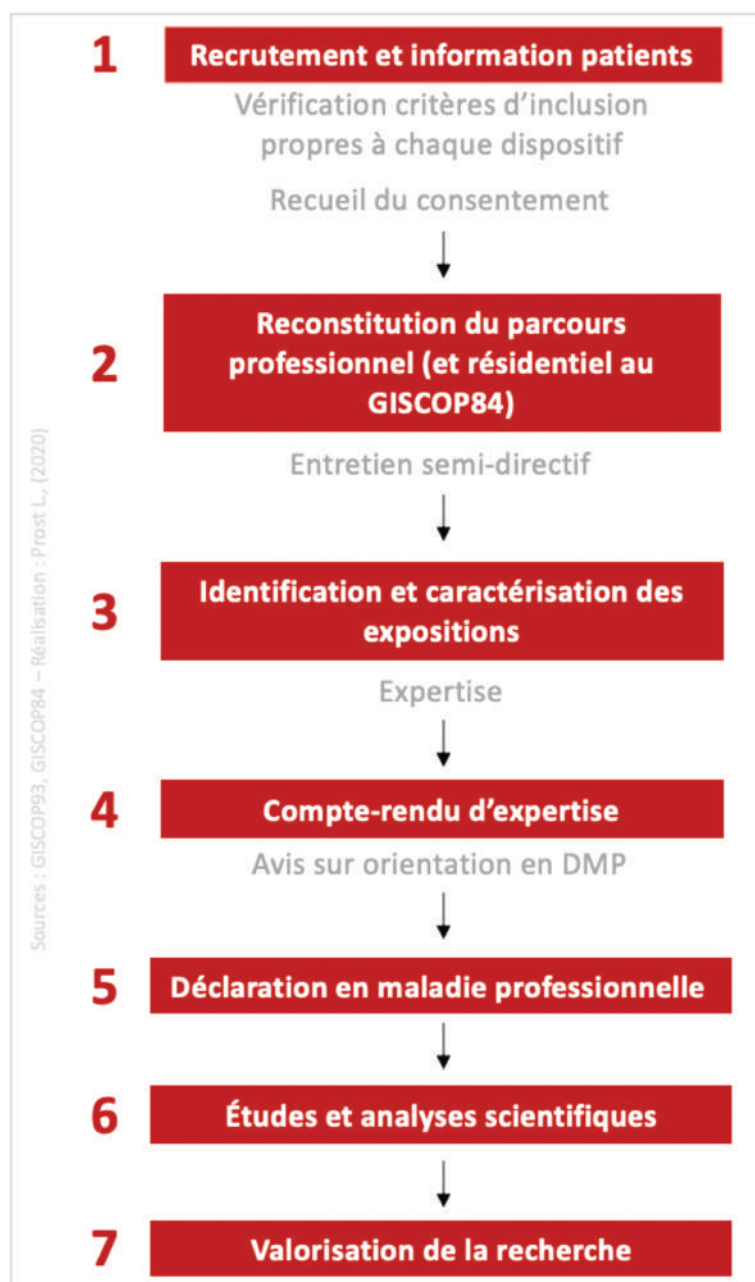 1
Recrutement et information patients
Vérification critères d'inclusion
propres à chaque dispositif
Recueil du consentement
2
Reconstitution du parcours
professionnel (et résidentiel au
GISCOP84)
Entretien semi-directif
3
Identification et caractérisation des
expositions
Expertise
4
Compte-rendu d'expertise
Avis sur orientation en DMP
5
Déclaration en maladie professionnelle
6
Études et analyses scientifiques
7
Valorisation de la recherche
Sources : GISCOP93, GISCOP84 – Réalisation : Prost L., (2020)